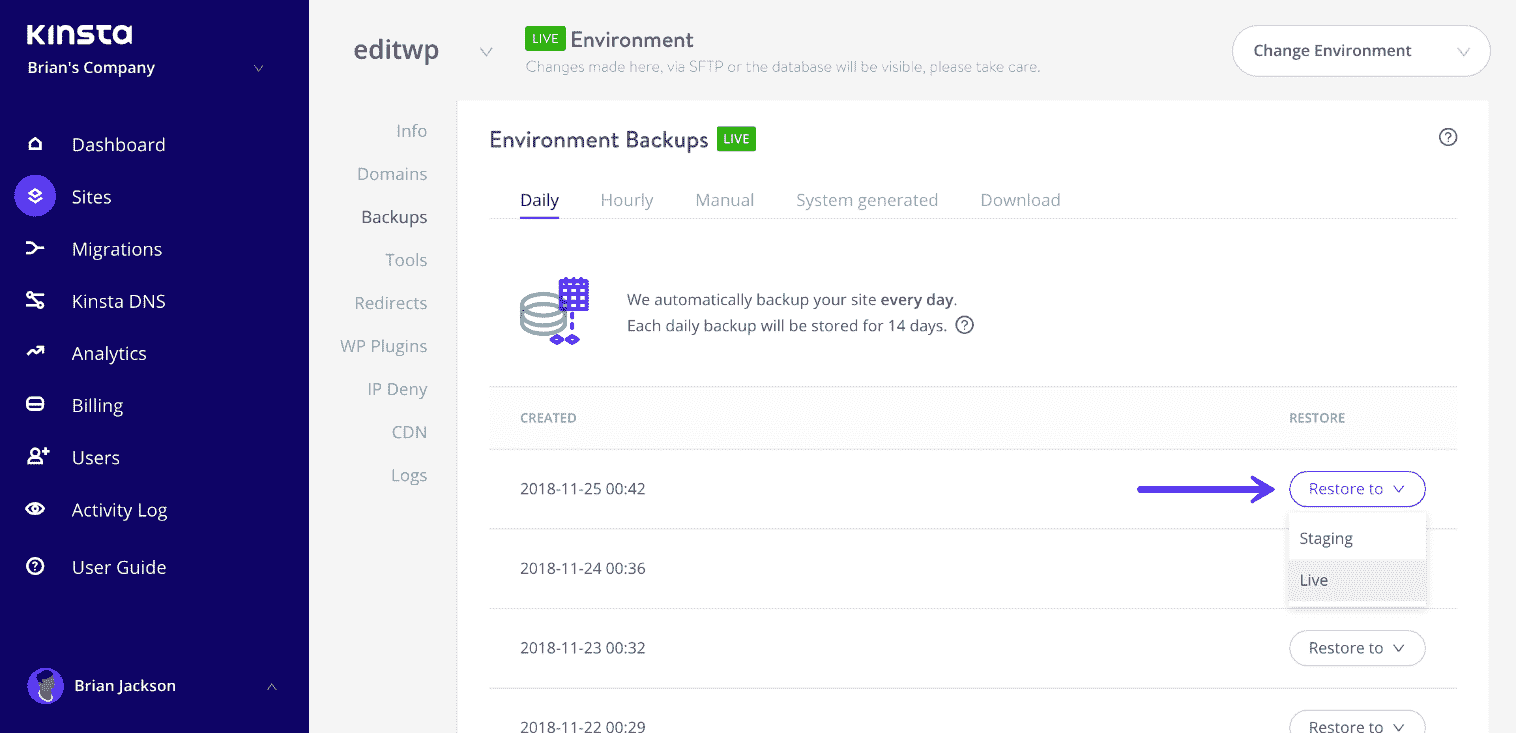 Kinsta
Brian's Company
Dashboard
Sites
Migrations
Kinsta DNS
Analytics
Billing
Users
Activity Log
User Guide
Brian Jackson
editwp
LIVE Environment
Changes made here, via SFTP or the database will be visible, please take care.
Change Environment
Info
Domains
Backups
Tools
Redirects
WP Plugins
IP Deny
CDN
Logs
Environment Backups LIVE
Daily Hourly Manual System generated Download
We automatically backup your site every day.
Each daily backup will be stored for 14 days.
CREATED RESTORE
2018-11-25 00:42 Restore to
Staging
Live
2018-11-24 00:36
2018-11-23 00:32 Restore to
2018-11-22 00:29 Restore to